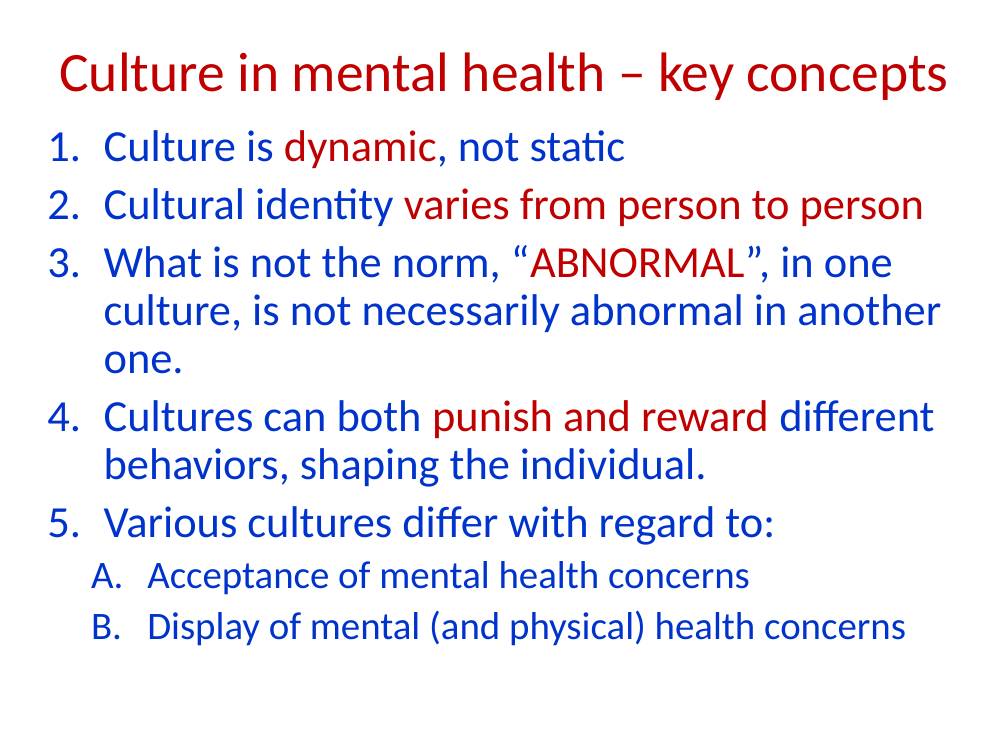 Culture in mental health – key concepts
1. Culture is dynamic, not static
2. Cultural identity varies from person to person
3. What is not the norm, “ABNORMAL”, in one
culture, is not necessarily abnormal in another
one.
4. Cultures can both punish and reward different
behaviors, shaping the individual.
5. Various cultures differ with regard to:
A. Acceptance of mental health concerns
B. Display of mental (and physical) health concerns